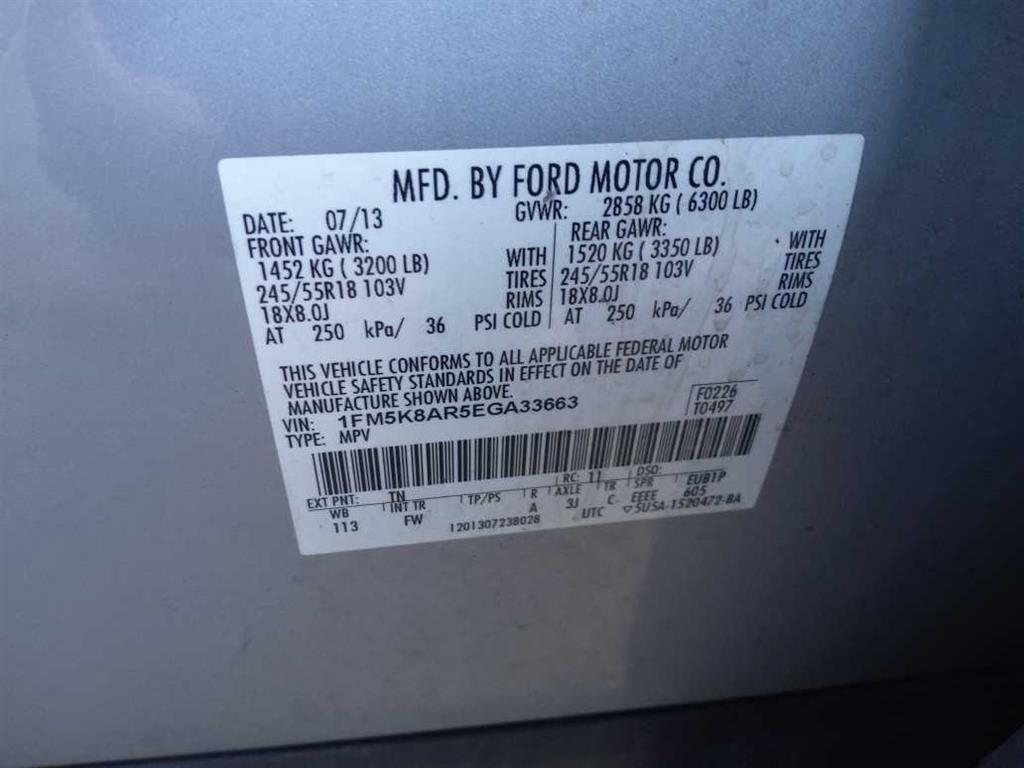 MFD. BY FORD MOTOR CO.
DATE: 07/13 GVWR: 2858 KG ( 6300 LB)
FRONT GAWR: REAR GAWR:
1452 KG ( 3200 LB) WITH 1520 KG ( 3350 LB) WITH
245/55R18 103V TIRES 245/55R18 103V TIRES
18X8.0J RIMS 18X8.0J RIMS
AT 250 kPa/ 36 PSI COLD AT 250 kPa/ 36 PSI COLD
THIS VEHICLE CONFORMS TO ALL APPLICABLE FEDERAL MOTOR
VEHICLE SAFETY STANDARDS IN EFFECT ON THE DATE OF
MANUFACTURE SHOWN ABOVE.
VIN: 1FM5K8AR5EGA33663 F0226
TYPE: MPV T0497
EXT PNT: TN RC: 11 DSO:
WB INT TR TP/PS R AXLE TR SPR EUB1P
113 FW A 3J C EEEE 605
1201307238028 UTC ▽5U5A-1520472-BA